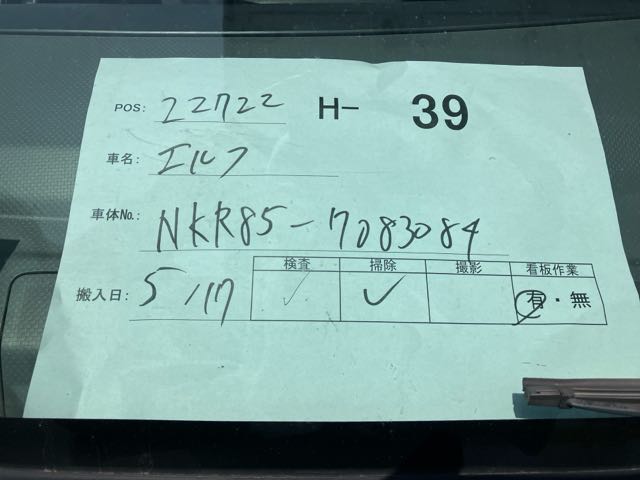 POS: 22722 H- 39
車名: エルフ
車体No.: NKR85-7083084
搬入日: 5/17
検査 掃除 撮影 看板作業
✓ ✓ 有・無